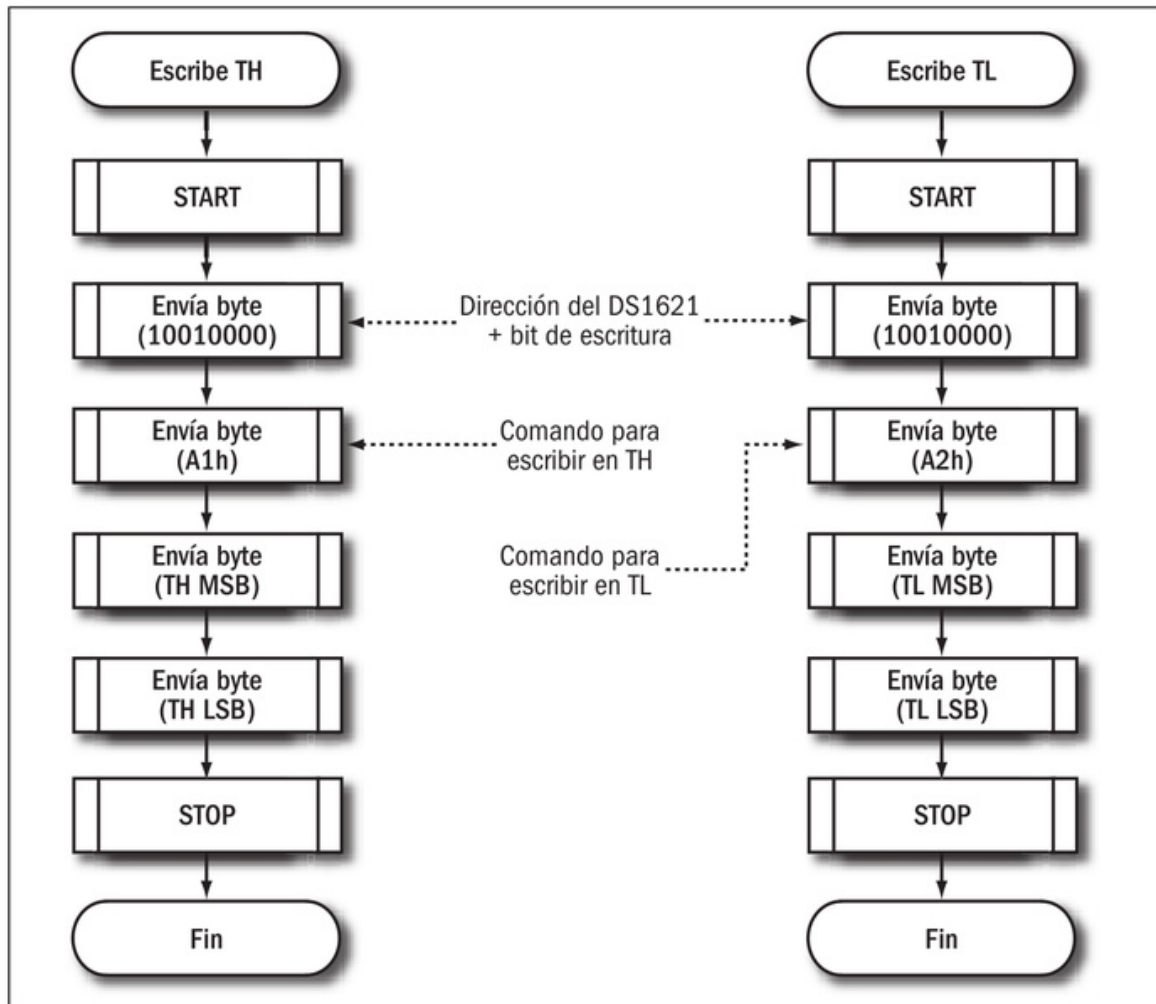 Escribe TH
START
Envía byte
(10010000)
Envía byte
(A1h)
Envía byte
(TH MSB)
Envía byte
(TH LSB)
STOP
Fin
Dirección del DS1621
+ bit de escritura
Comando para
escribir en TH
Comando para
escribir en TL
Escribe TL
START
Envía byte
(10010000)
Envía byte
(A2h)
Envía byte
(TL MSB)
Envía byte
(TL LSB)
STOP
Fin